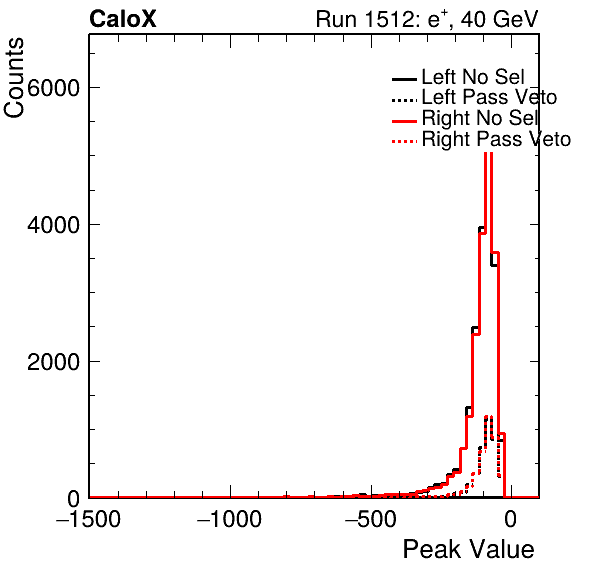 CaloX Run 1512: e+, 40 GeV
Counts
Left No Sel
Left Pass Veto
Right No Sel
Right Pass Veto
6000
4000
2000
0
−1500 −1000 −500 0
Peak Value